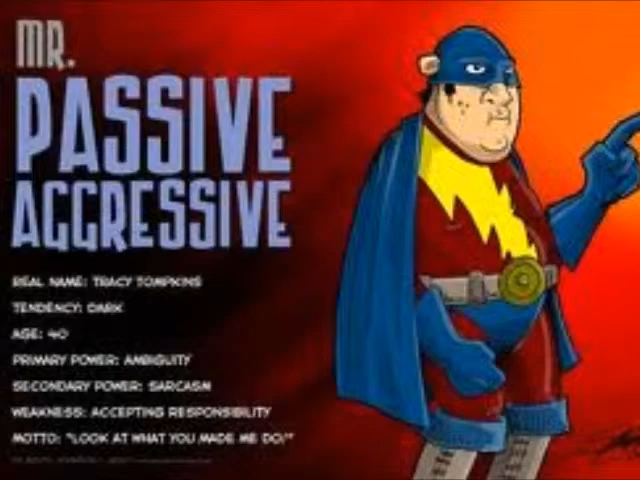 MR.
PASSIVE
AGGRESSIVE
REAL NAME: TRACY TOMPKINS
TENDENCY: DARK
AGE: 40
PRIMARY POWER: AMBIGUITY
SECONDARY POWER: SARCASM
WEAKNESS: ACCEPTING RESPONSIBILITY
MOTTO: "LOOK AT WHAT YOU MADE ME DO!"